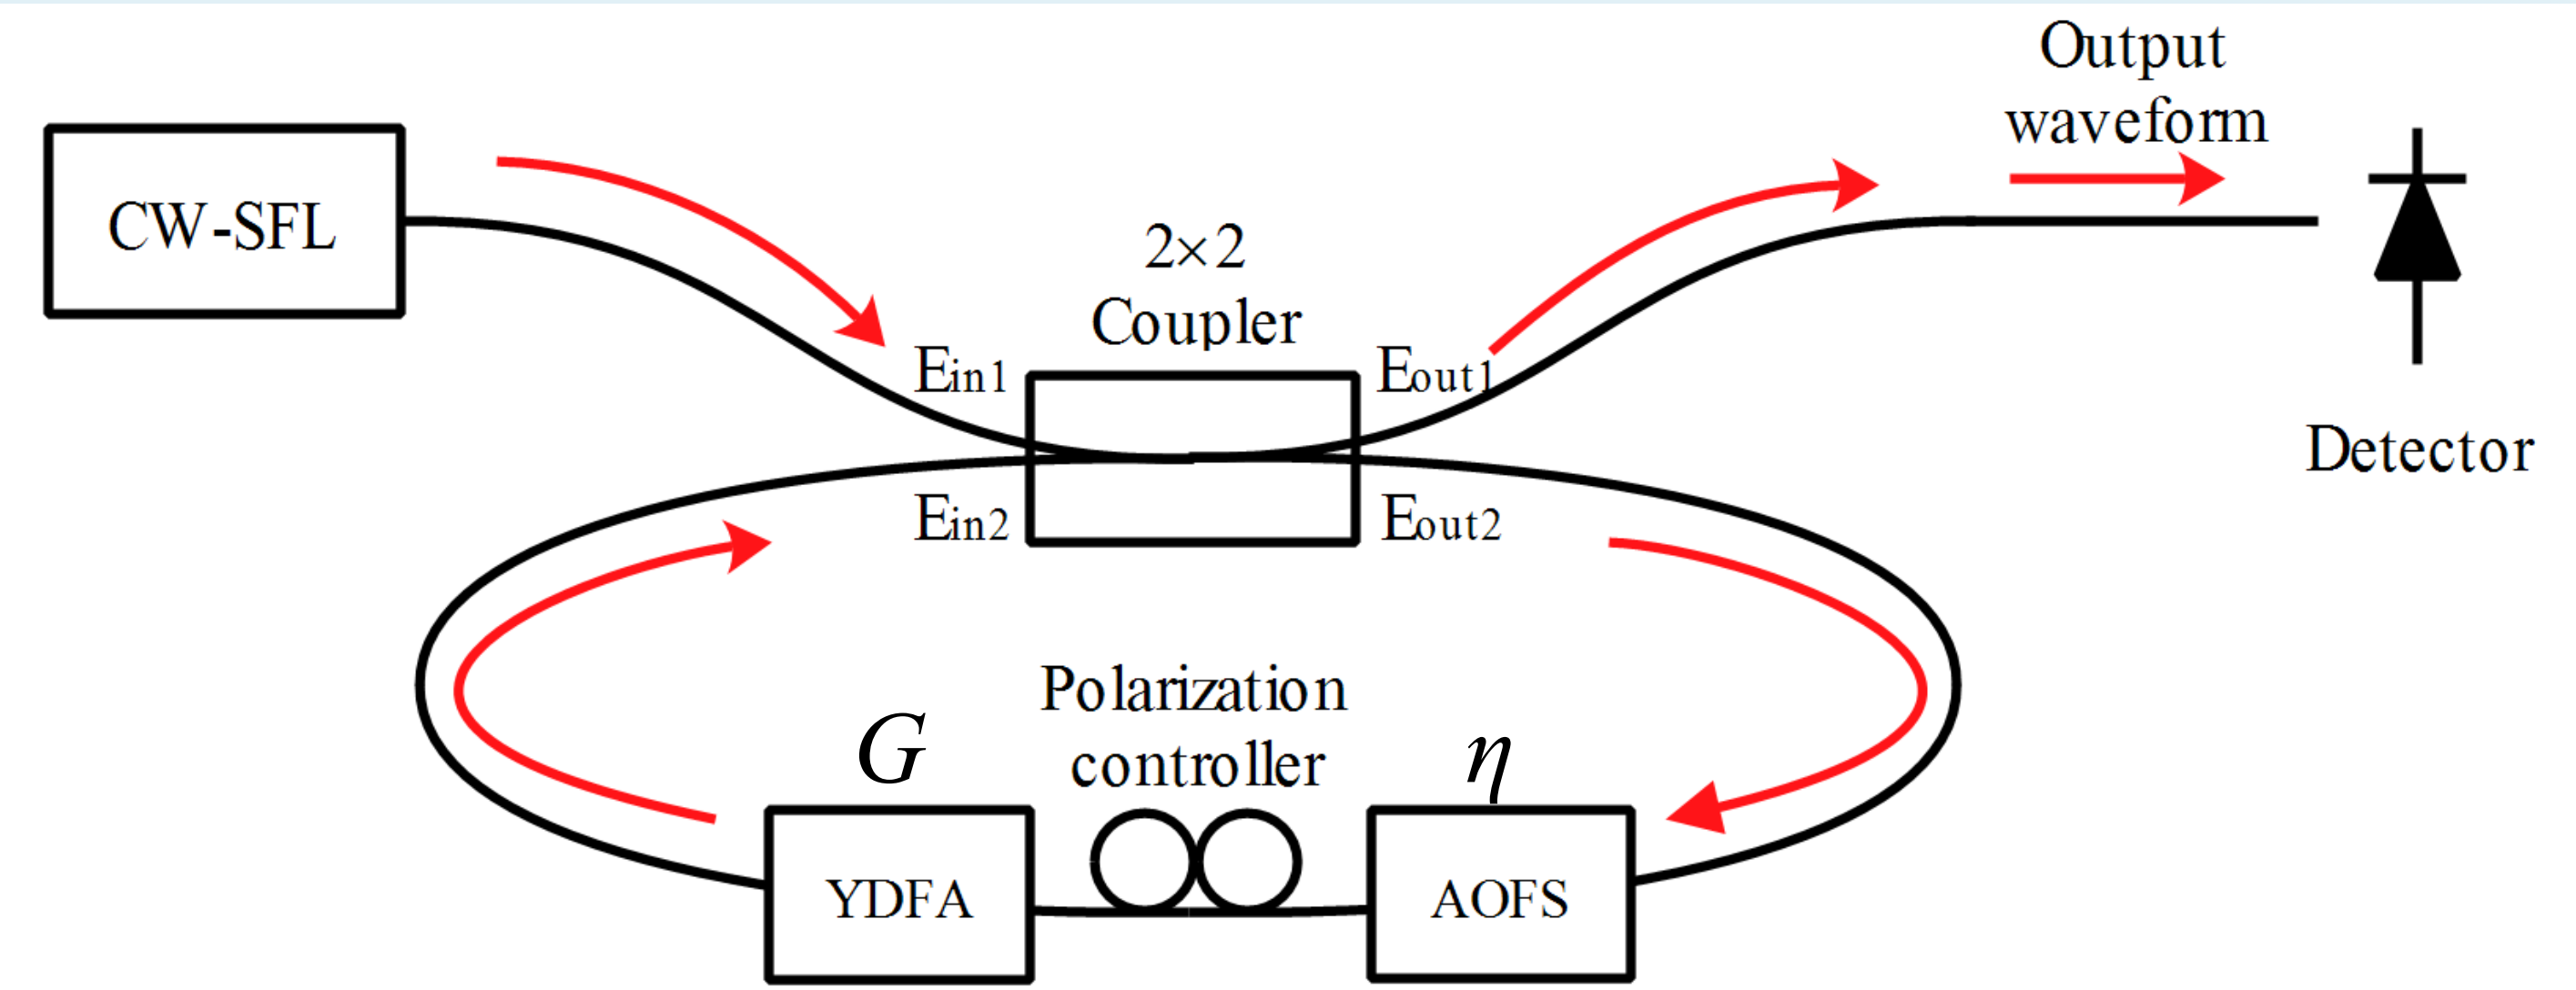 Output
waveform
CW-SFL
2×2
Coupler
Ein1
Eout1
Detector
Ein2
Eout2
Polarization
controller
G
η
YDFA
AOFS